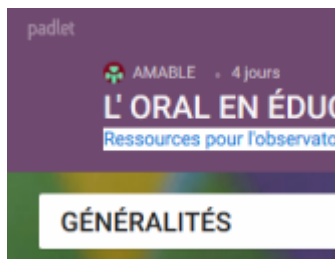 padlet
AMABLE • 4 jours
L' ORAL EN ÉDUC
Ressources pour l'observato
GÉNÉRALITÉS